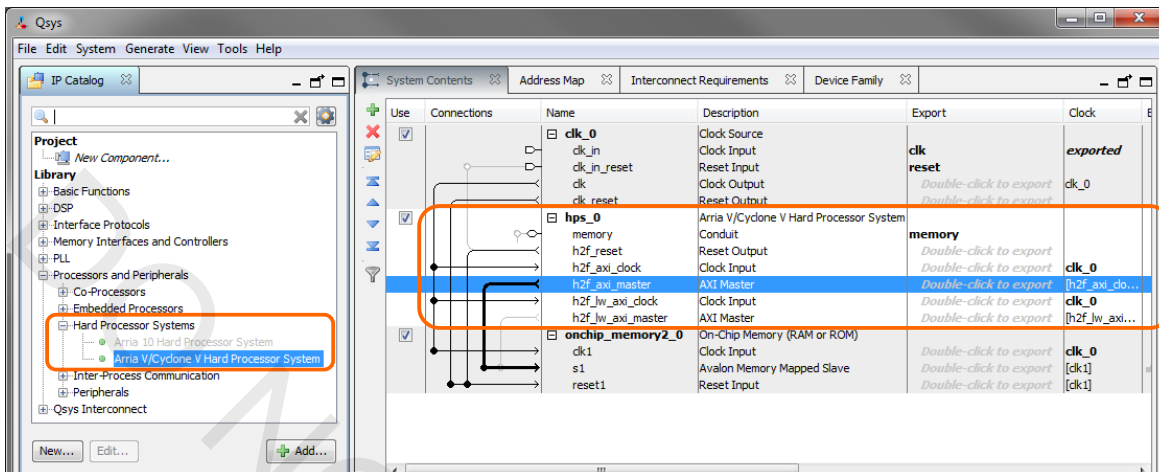 Qsys
File Edit System Generate View Tools Help
IP Catalog
System Contents Address Map Interconnect Requirements Device Family
Use Connections Name Description Export Clock
Project
New Component...
Library
Basic Functions
DSP
Interface Protocols
Memory Interfaces and Controllers
PLL
Processors and Peripherals
Co-Processors
Embedded Processors
Hard Processor Systems
Arria 10 Hard Processor System
Arria V/Cyclone V Hard Processor System
Inter-Process Communication
Peripherals
Qsys Interconnect
New... Edit... Add...
clk_0 Clock Source
clk_in Clock Input clk exported
clk_in_reset Reset Input reset
clk Clock Output Double-click to export clk_0
clk_reset Reset Output Double-click to export
hps_0 Arria V/Cyclone V Hard Processor System
memory Conduit memory
h2f_reset Reset Output Double-click to export
h2f_axi_clock Clock Input Double-click to export clk_0
h2f_axi_master AXI Master Double-click to export [h2f_axi_clo...
h2f_lw_axi_clock Clock Input Double-click to export clk_0
h2f_lw_axi_master AXI Master Double-click to export [h2f_lw_axi...
onchip_memory2_0 On-Chip Memory (RAM or ROM)
clk1 Clock Input Double-click to export clk_0
s1 Avalon Memory Mapped Slave Double-click to export [clk1]
reset1 Reset Input Double-click to export [clk1]